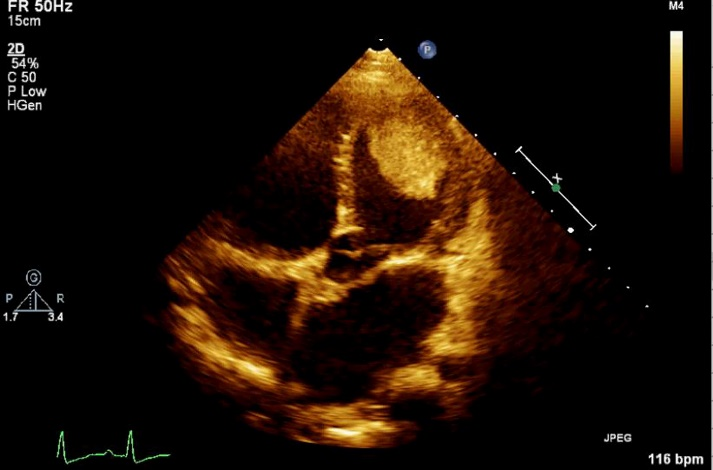 FR 50Hz
15cm
M4
P
2D
54%
C 50
P Low
HGen
X
G
P R
1.7 3.4
JPEG
116 bpm